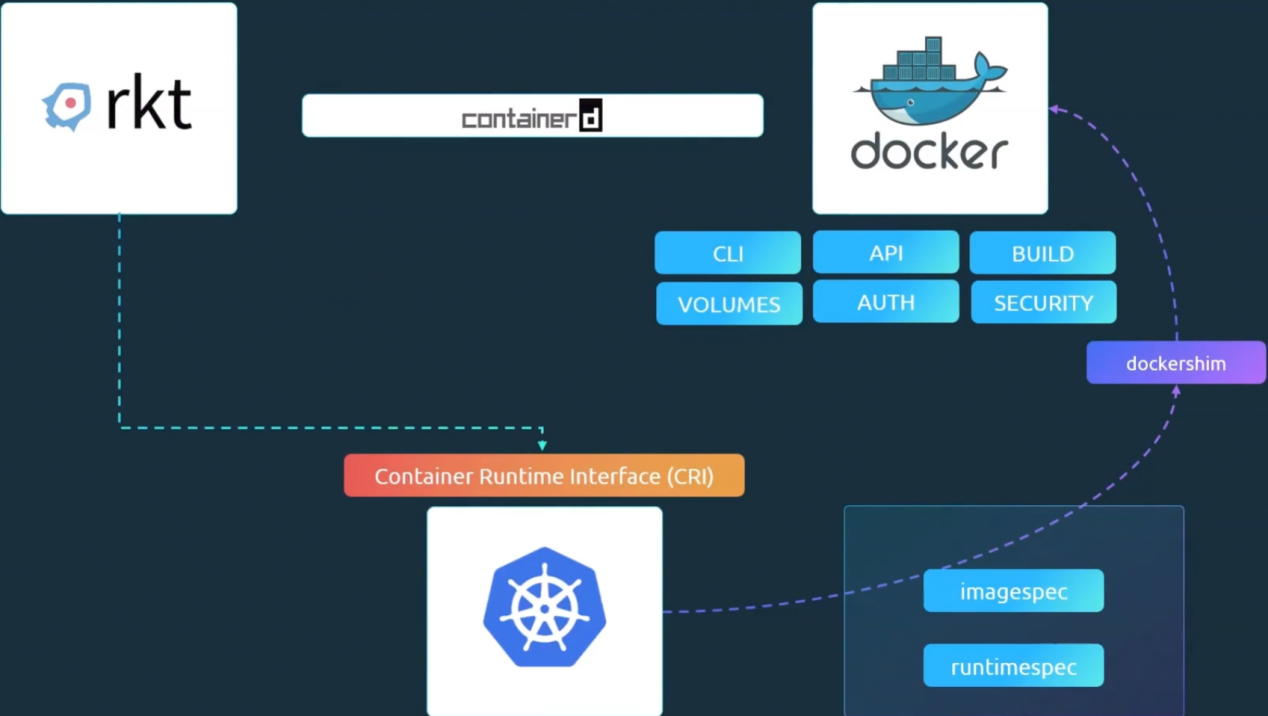 rkt
containerd
docker
CLI
API
BUILD
VOLUMES
AUTH
SECURITY
dockershim
Container Runtime Interface (CRI)
imagespec
runtimespec